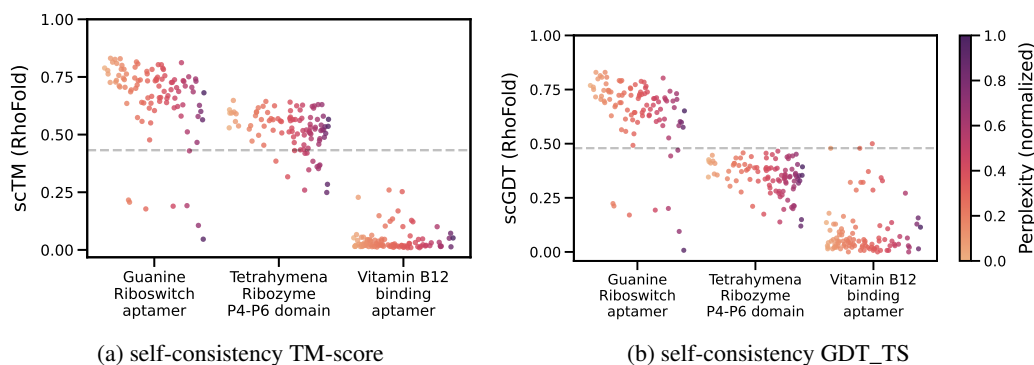 1.00
0.75
0.50
0.25
0.00
scTM (RhoFold)
Guanine
Riboswitch
aptamer
Tetrahymena
Ribozyme
P4-P6 domain
Vitamin B12
binding
aptamer
(a) self-consistency TM-score
1.00
0.75
0.50
0.25
0.00
scGDT (RhoFold)
Guanine
Riboswitch
aptamer
Tetrahymena
Ribozyme
P4-P6 domain
Vitamin B12
binding
aptamer
(b) self-consistency GDT_TS
1.0
0.8
0.6
0.4
0.2
0.0
Perplexity (normalized)